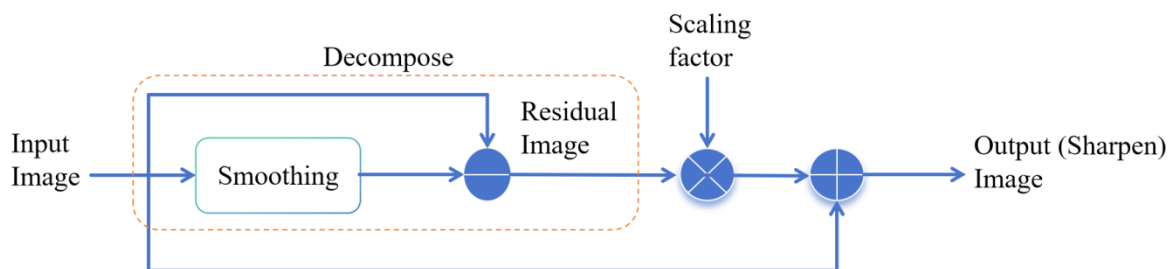 Scaling
factor
Decompose
Residual
Image
Input
Image
Smoothing
Output (Sharpen)
Image